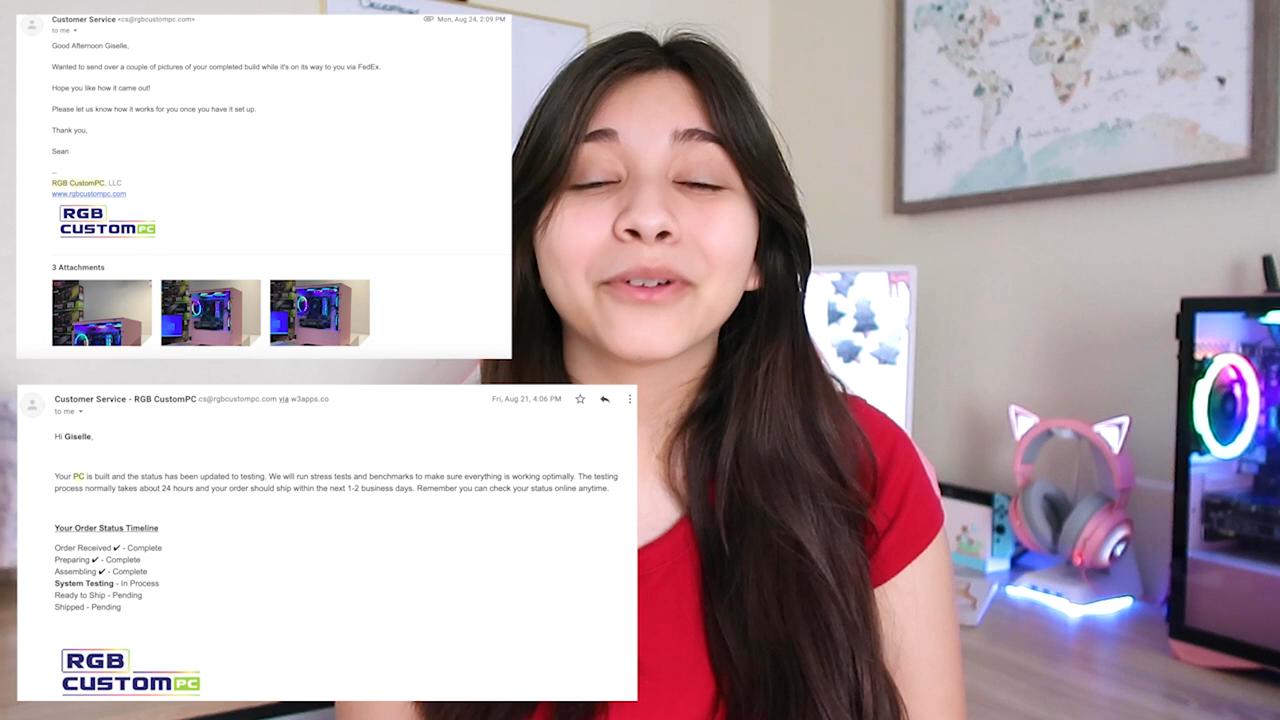 Customer Service <cs@rgbcustompc.com>
Mon, Aug 24, 2:09 PM
to me
Good Afternoon Giselle,
Wanted to send over a couple of pictures of your completed build while it's on its way to you via FedEx.
Hope you like how it came out!
Please let us know how it works for you once you have it set up.
Thank you,
Sean
--
RGB CustomPC, LLC
www.rgbcustompc.com
RGB
CUSTOMPC
3 Attachments
Customer Service - RGB CustomPC cs@rgbcustompc.com via w3apps.co
Fri, Aug 21, 4:06 PM
to me
Hi Giselle,
Your PC is built and the status has been updated to testing. We will run stress tests and benchmarks to make sure everything is working optimally. The testing
process normally takes about 24 hours and your order should ship within the next 1-2 business days. Remember you can check your status online anytime.
Your Order Status Timeline
Order Received ✔ - Complete
Preparing ✔ - Complete
Assembling ✔ - Complete
System Testing - In Process
Ready to Ship - Pending
Shipped - Pending
RGB
CUSTOMPC